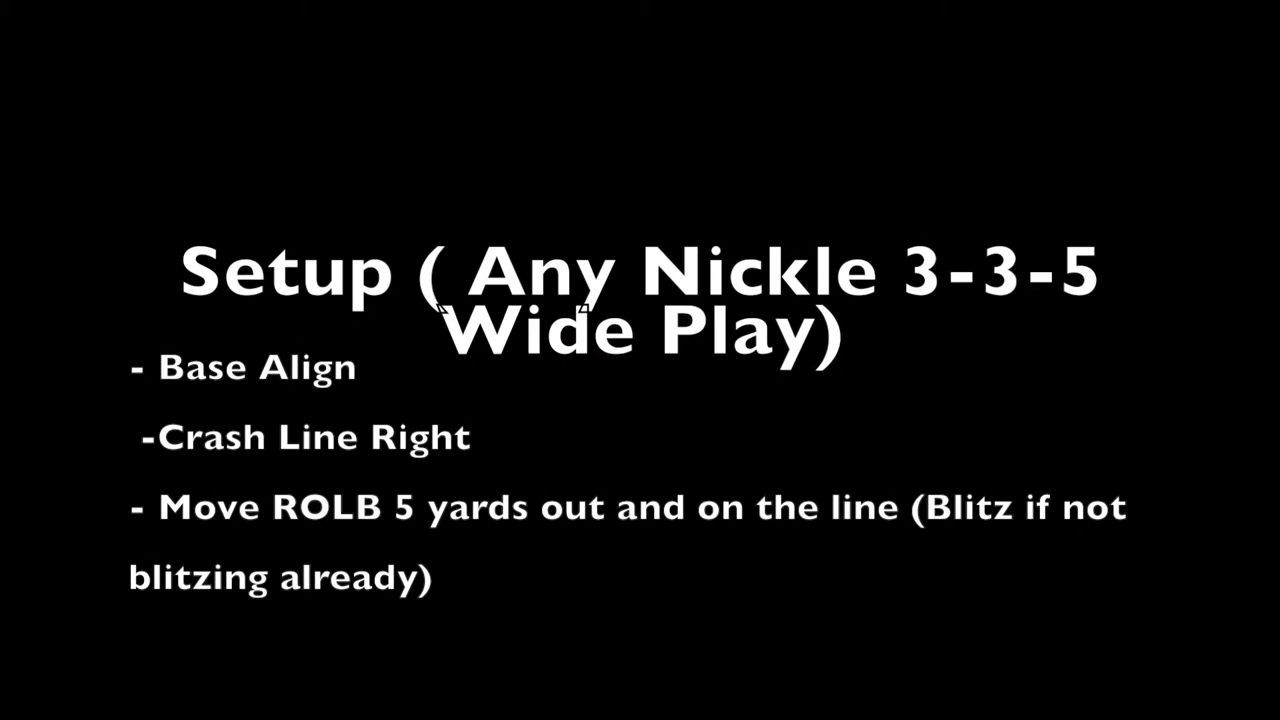 Setup ( Any Nickle 3-3-5
Wide Play)
- Base Align
-Crash Line Right
- Move ROLB 5 yards out and on the line (Blitz if not
blitzing already)